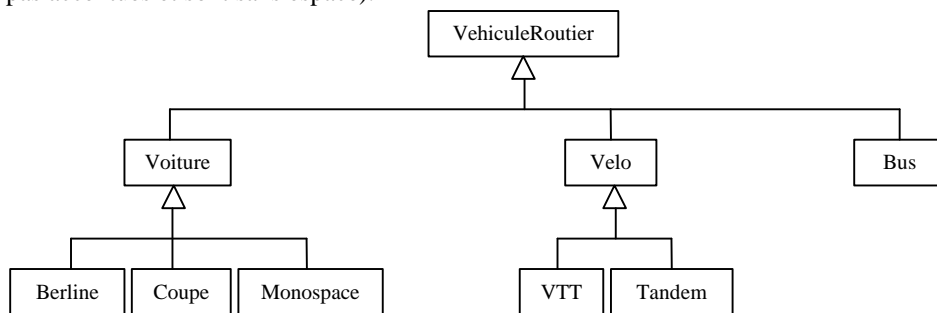 VehiculeRoutier
Voiture Velo Bus
Berline Coupe Monospace VTT Tandem